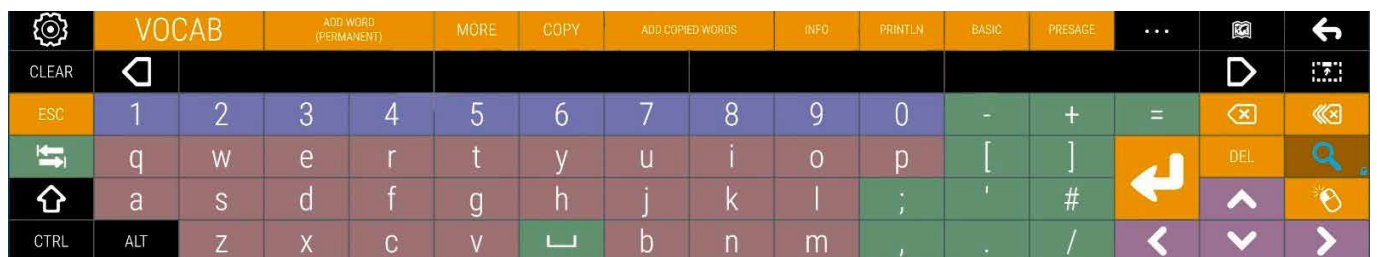 VOCAB ADD WORD (PERMANENT) MORE COPY ADD COPIED WORDS INFO PRINTLN BASIC PRESAGE ...
CLEAR
ESC 1 2 3 4 5 6 7 8 9 0 - + =
q w e r t y u i o p [ ] DEL
a s d f g h j k l ; ' #
CTRL ALT z x c v b n m , . /